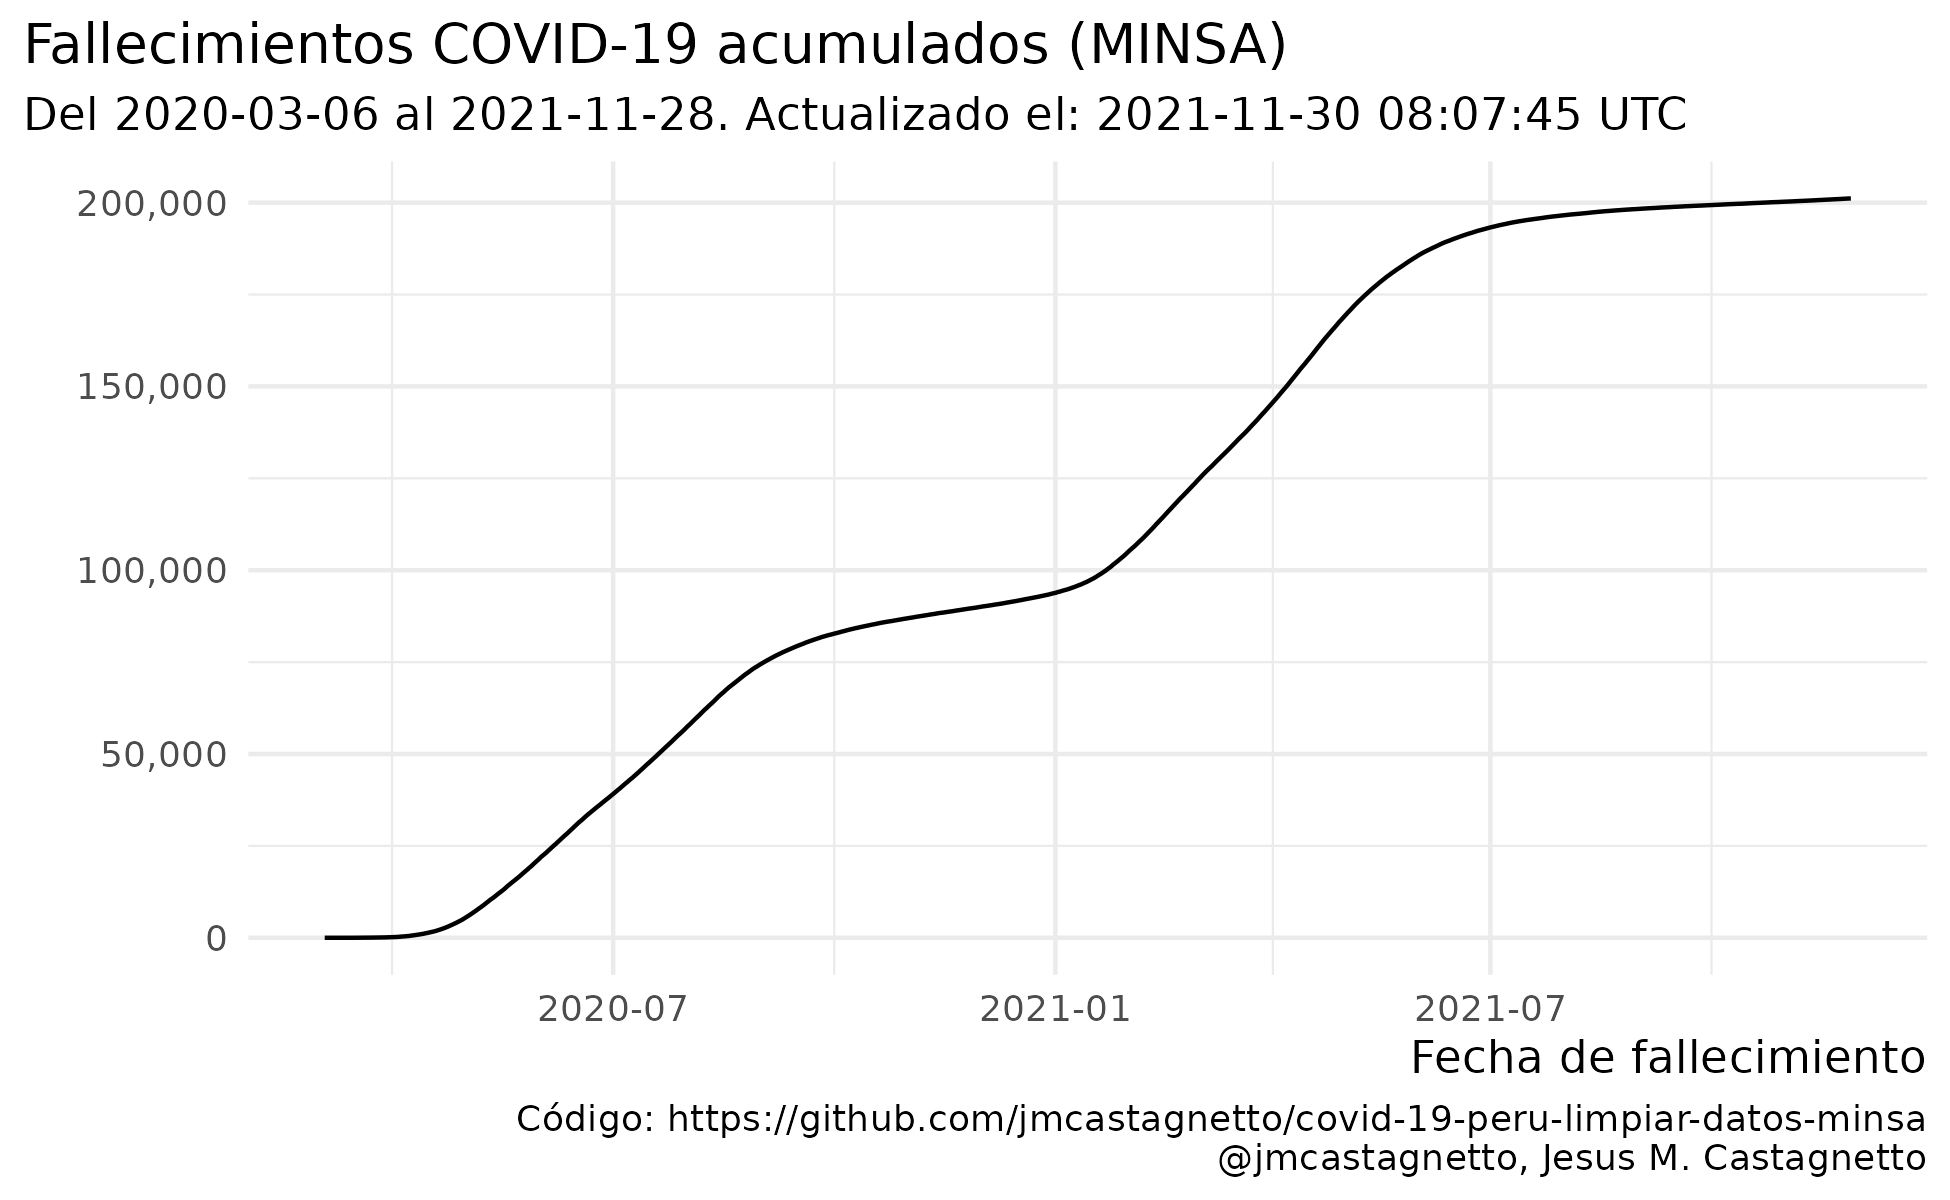 Fallecimientos COVID-19 acumulados (MINSA)
Del 2020-03-06 al 2021-11-28. Actualizado el: 2021-11-30 08:07:45 UTC
200,000
150,000
100,000
50,000
0
2020-07 2021-01 2021-07
Fecha de fallecimiento
Código: https://github.com/jmcastagnetto/covid-19-peru-limpiar-datos-minsa
@jmcastagnetto, Jesus M. Castagnetto